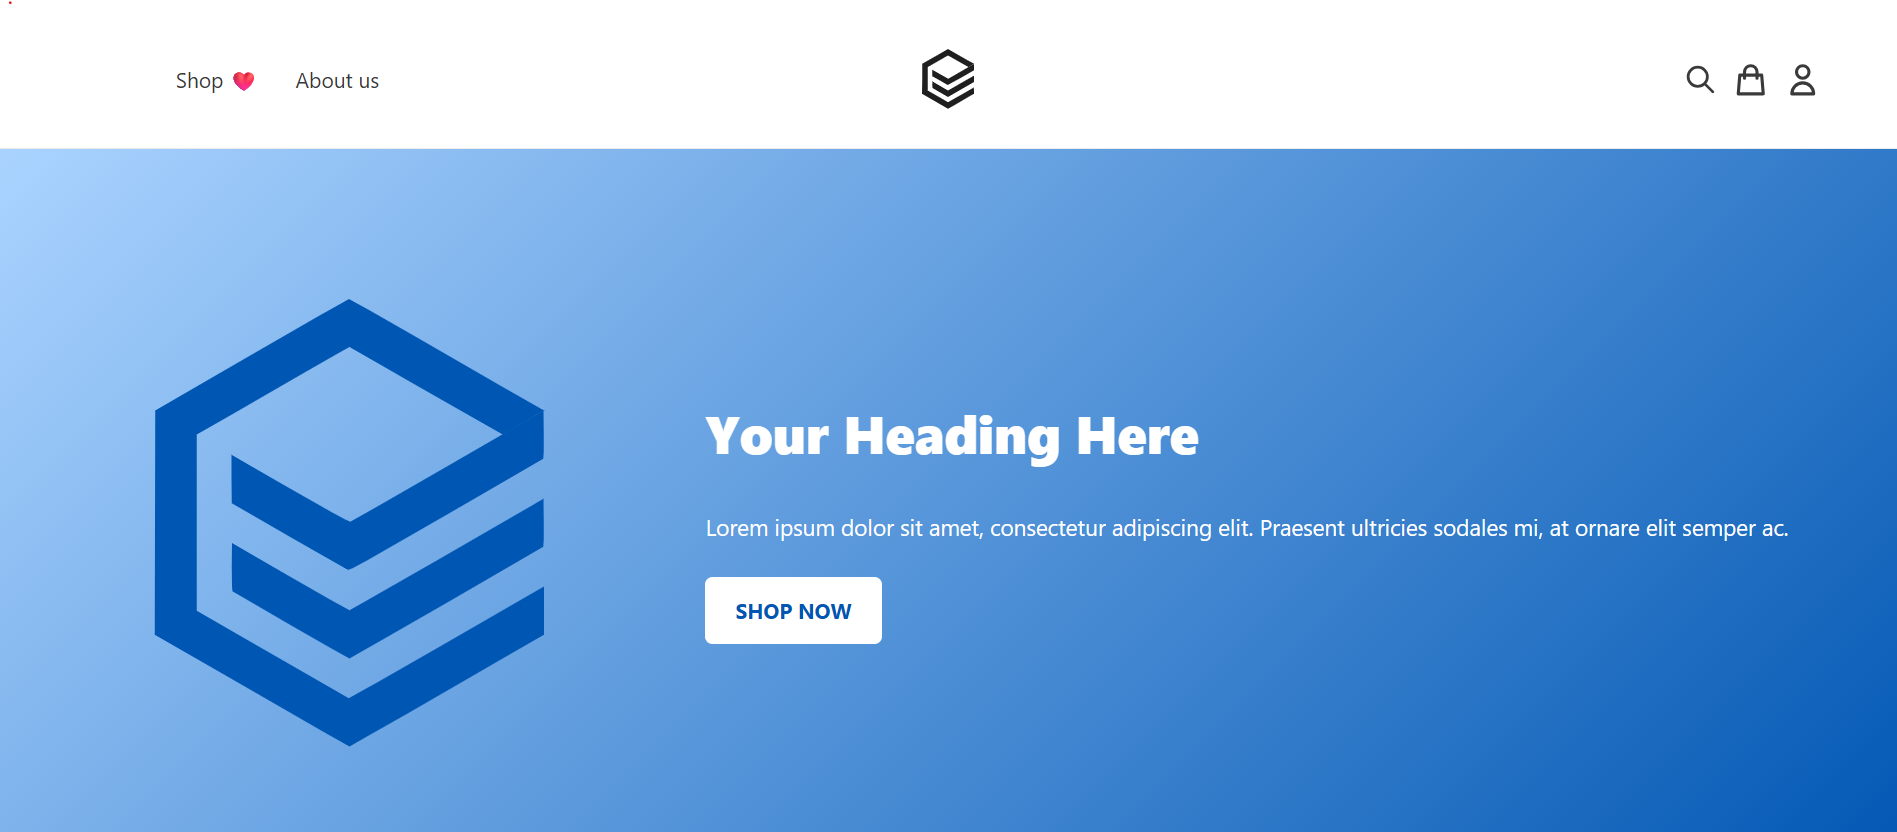 Shop 💗 About us
Your Heading Here
Lorem ipsum dolor sit amet, consectetur adipiscing elit. Praesent ultricies sodales mi, at ornare elit semper ac.
SHOP NOW